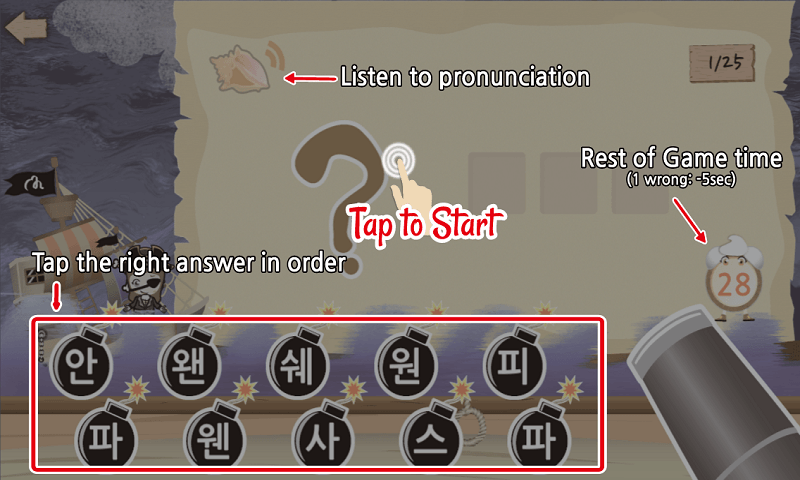 1/25
Listen to pronunciation
Rest of Game time
(1 wrong: -5sec)
Tap to Start
Tap the right answer in order
28
안 왠 쉐 원 피
파 웬 사 스 파